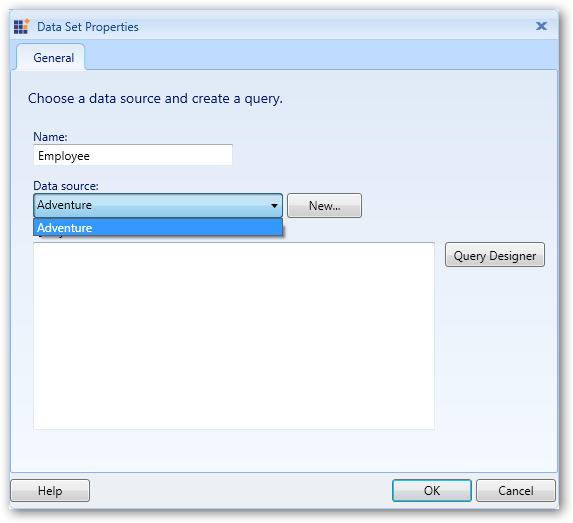 Data Set Properties
General
Choose a data source and create a query.
Name:
Employee
Data source:
Adventure
New...
Adventure
Query Designer
Help
OK
Cancel